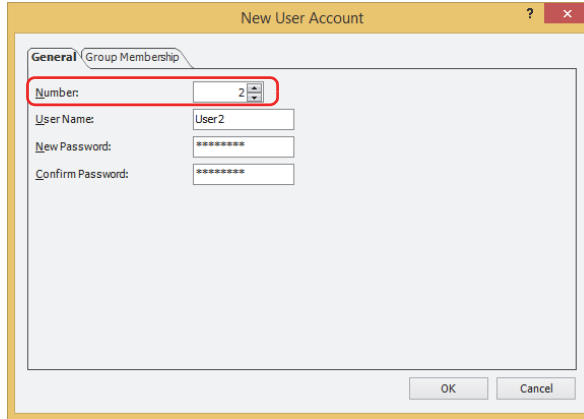 New User Account
? ×
General Group Membership
Number: 2
User Name: User2
New Password: ********
Confirm Password: ********
OK Cancel